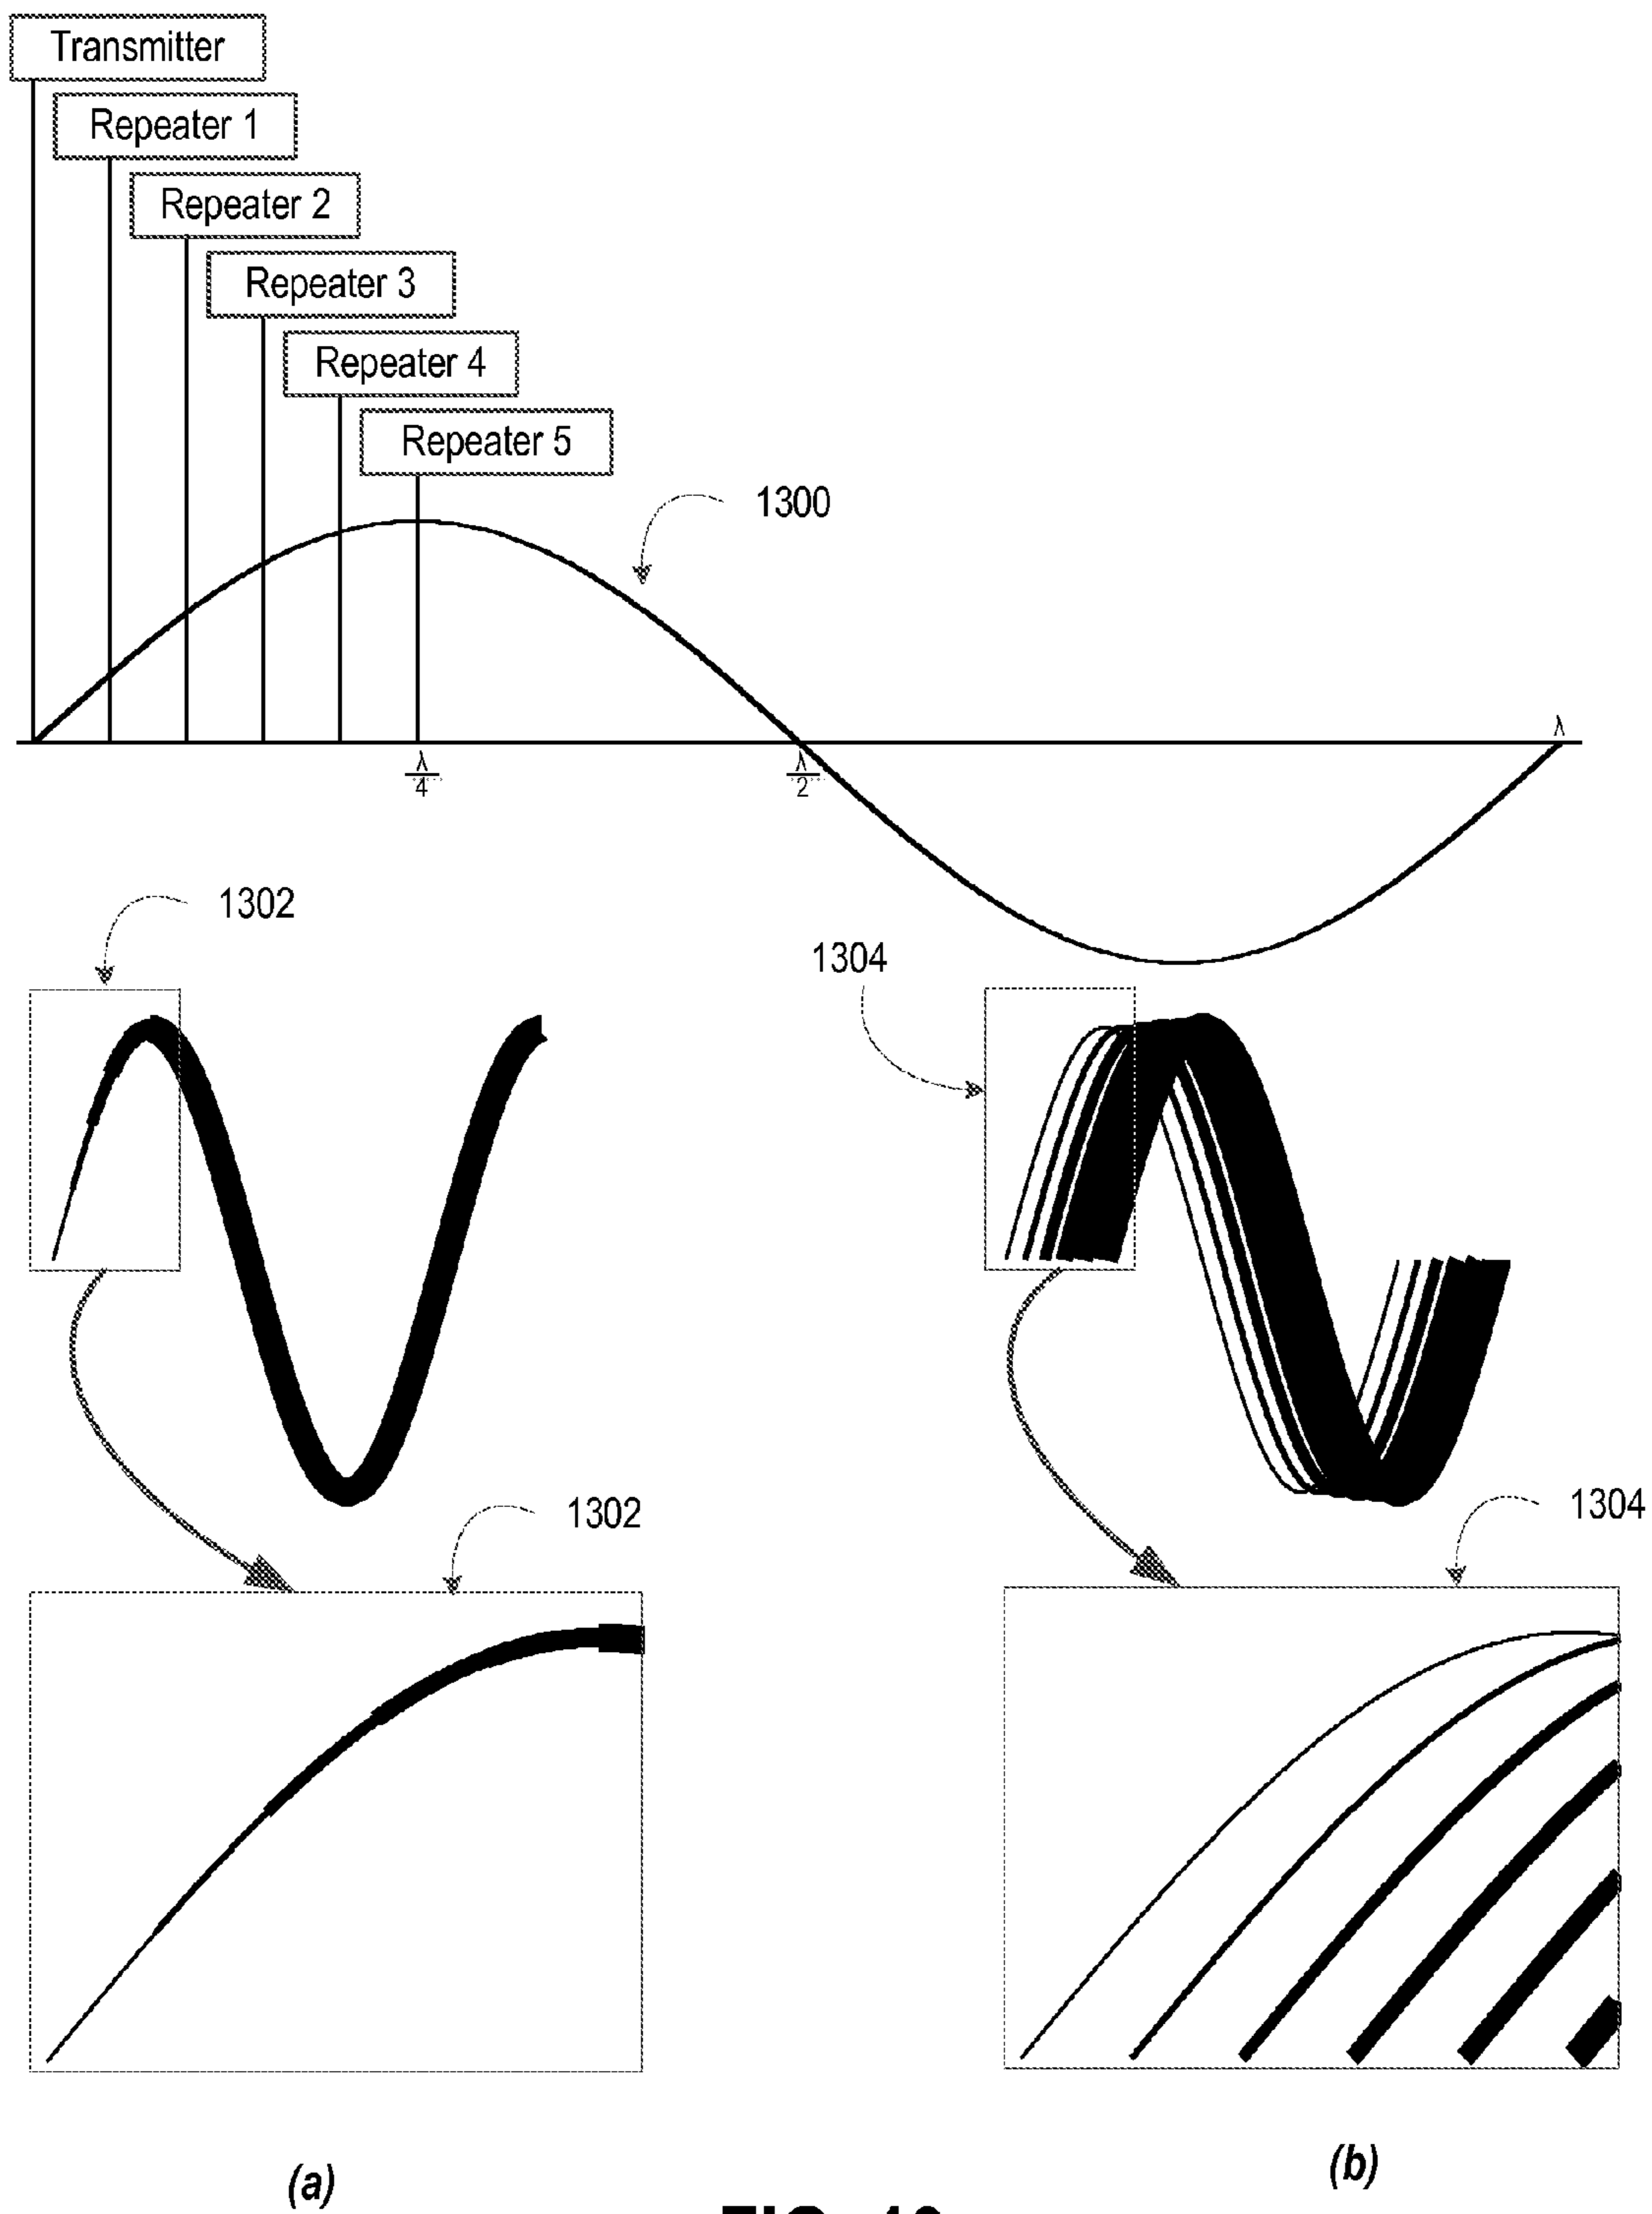 Transmitter
Repeater 1
Repeater 2
Repeater 3
Repeater 4
Repeater 5
1300
λ
λ/4
λ/2
1302
1304
1302
1304
(a)
(b)